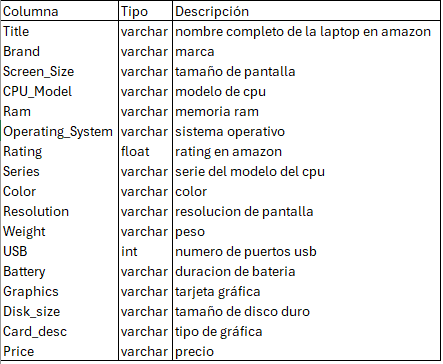 Columna Tipo Descripción
Title varchar nombre completo de la laptop en amazon
Brand varchar marca
Screen_Size varchar tamaño de pantalla
CPU_Model varchar modelo de cpu
Ram varchar memoria ram
Operating_System varchar sistema operativo
Rating float rating en amazon
Series varchar serie del modelo del cpu
Color varchar color
Resolution varchar resolucion de pantalla
Weight varchar peso
USB int numero de puertos usb
Battery varchar duracion de bateria
Graphics varchar tarjeta gráfica
Disk_size varchar tamaño de disco duro
Card_desc varchar tipo de gráfica
Price varchar precio